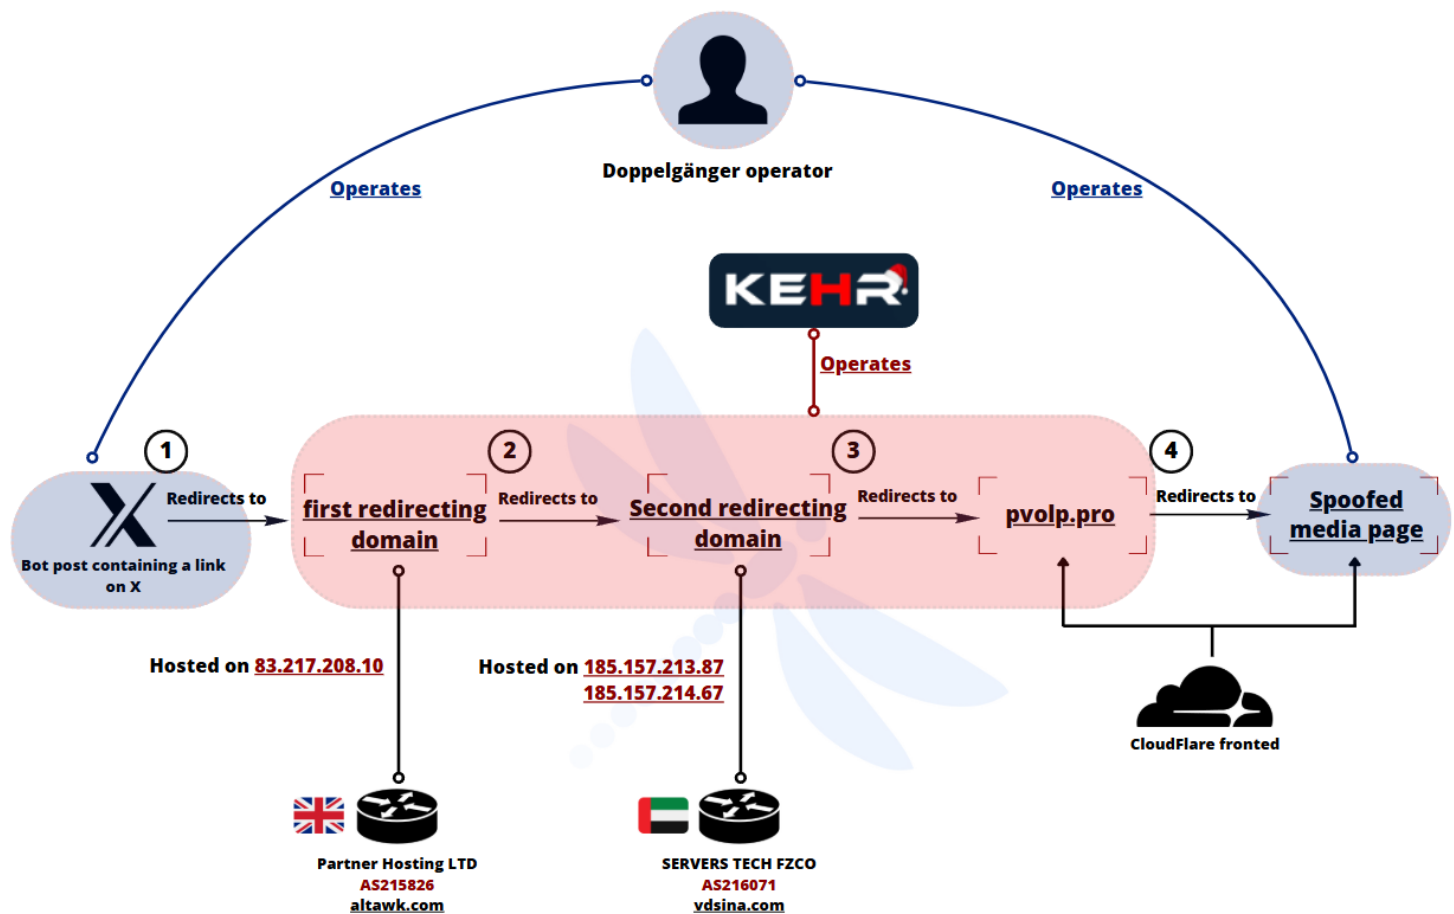 Doppelgänger operator
Operates
Operates
KEHR
Operates
1
2
3
4
Redirects to
Redirects to
Redirects to
Redirects to
first redirecting
domain
Second redirecting
domain
pvolp.pro
Spoofed
media page
X
Bot post containing a link
on X
Hosted on 83.217.208.10
Hosted on 185.157.213.87
185.157.214.67
CloudFlare fronted
Partner Hosting LTD
AS215826
altawk.com
SERVERS TECH FZCO
AS216071
vdsina.com